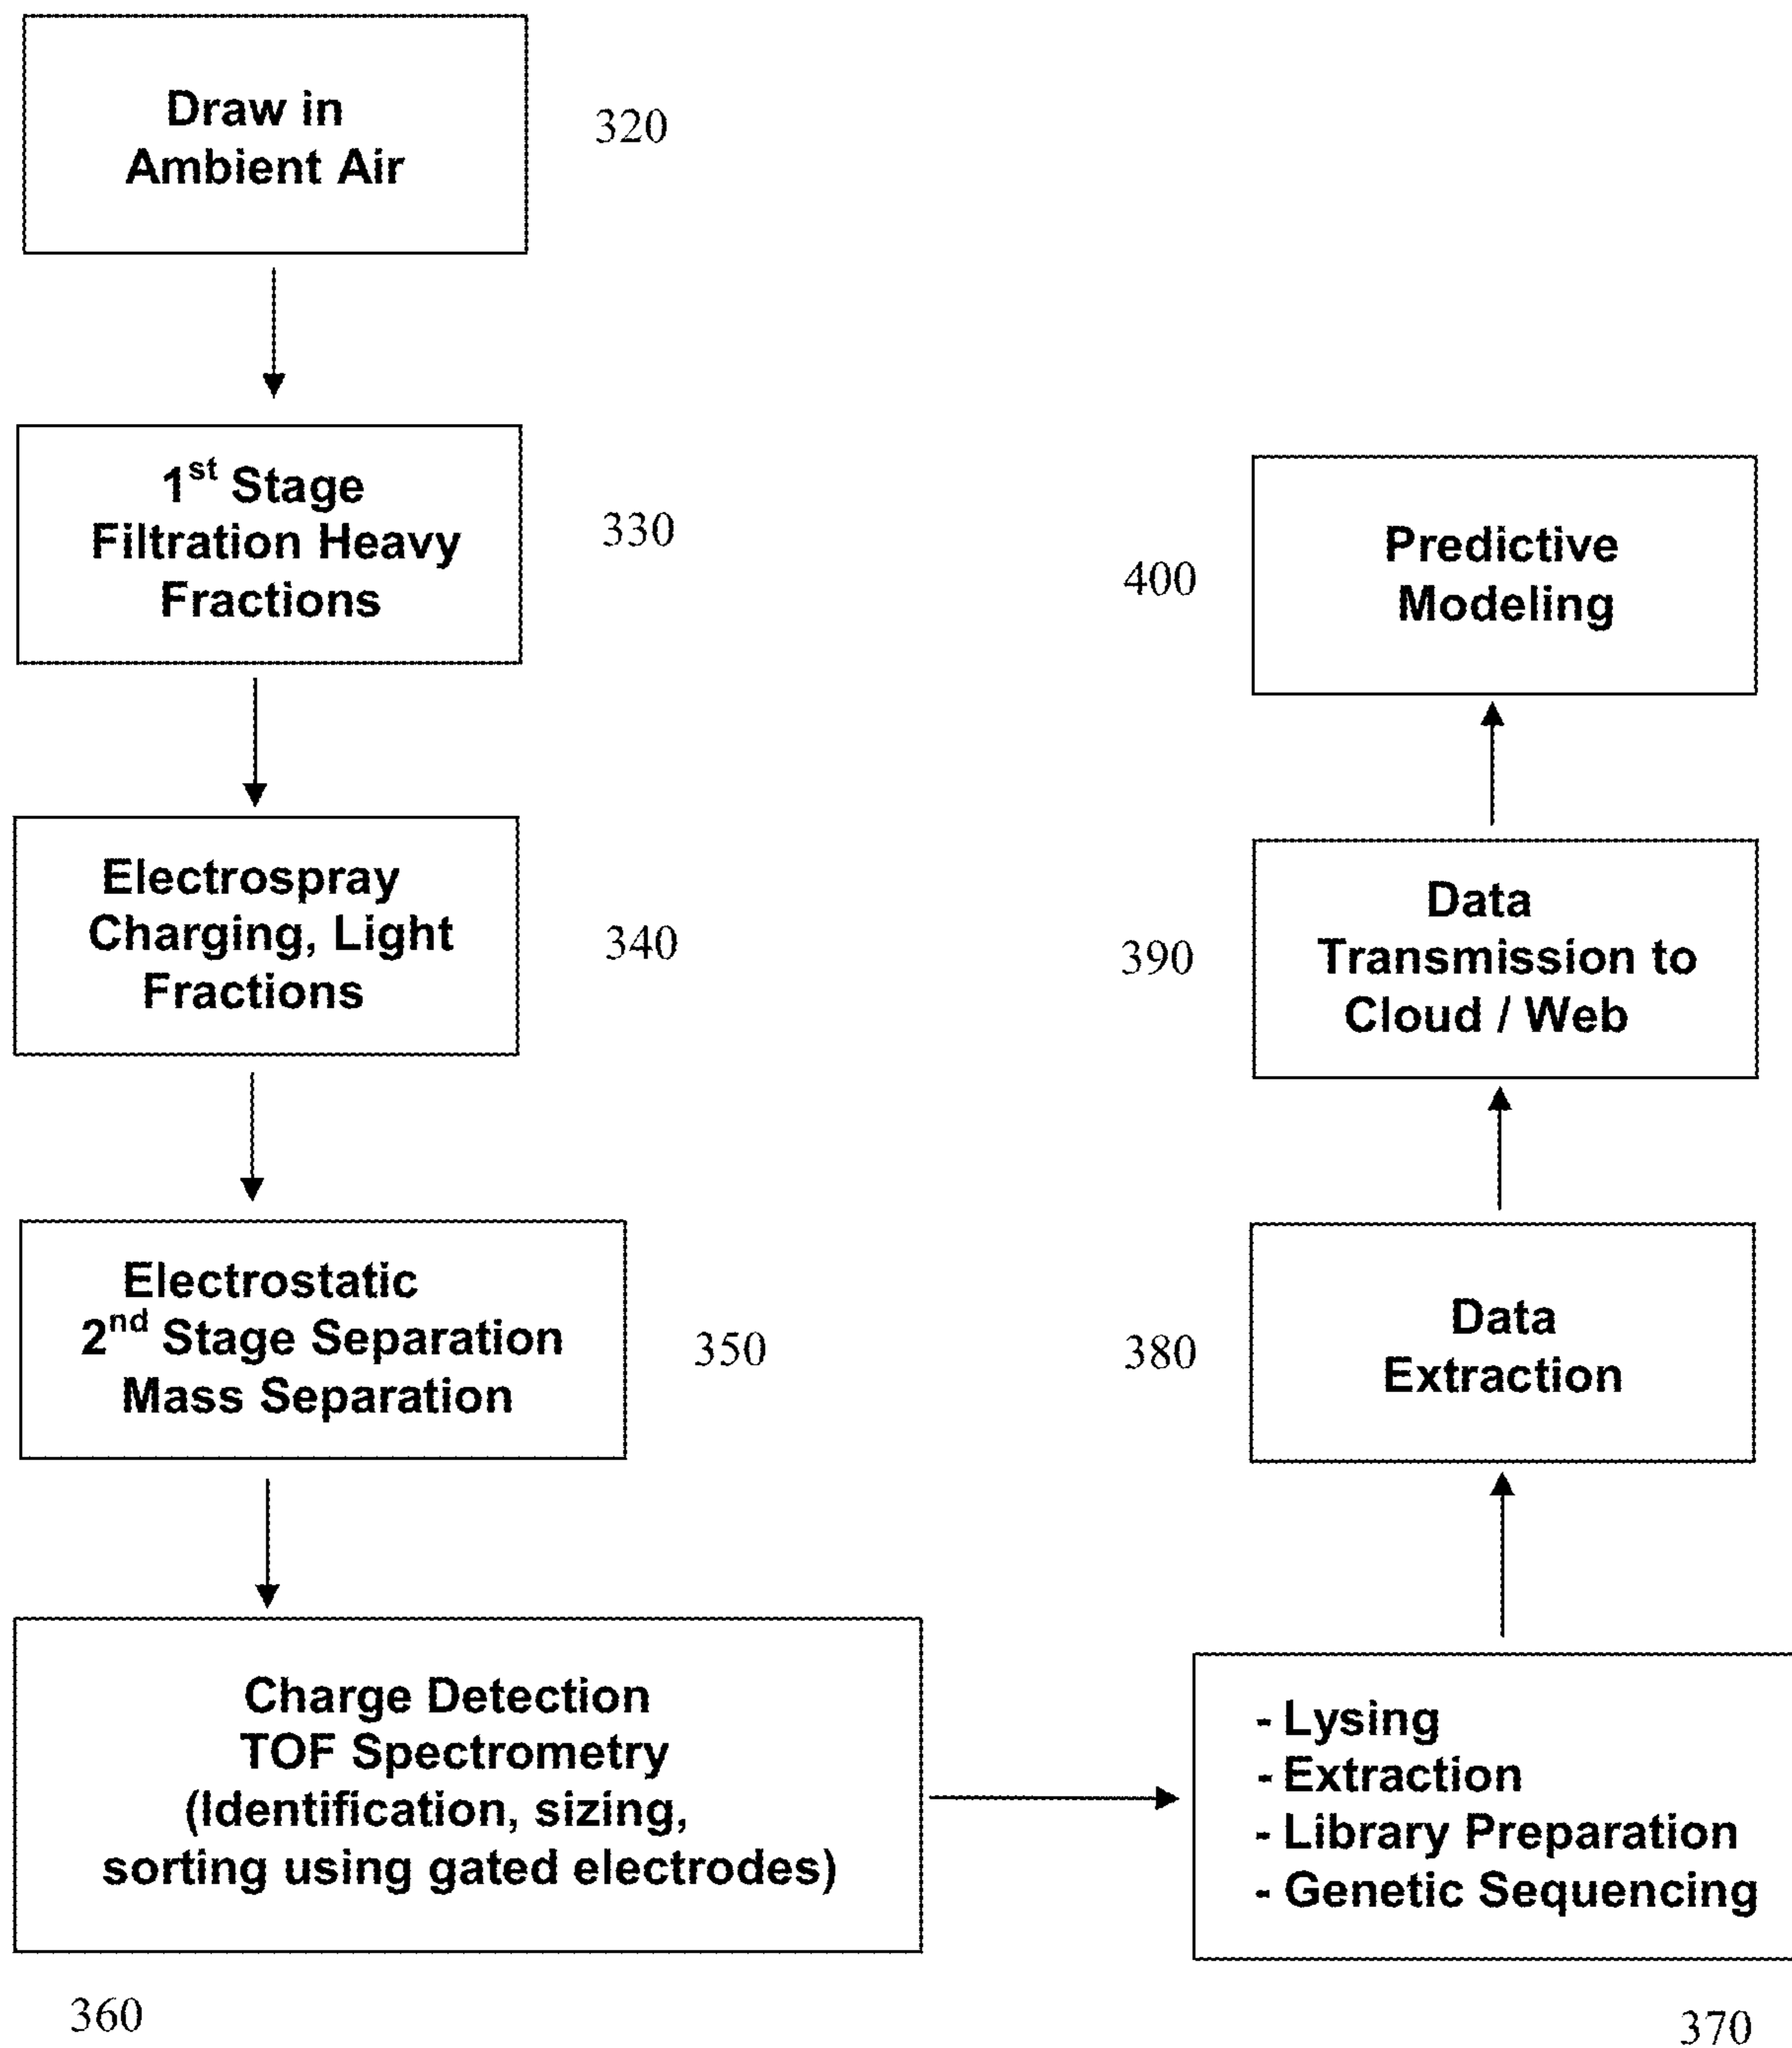 Draw in
Ambient Air
320
1st Stage
Filtration Heavy
Fractions
330
Electrospray
Charging, Light
Fractions
340
Electrostatic
2nd Stage Separation
Mass Separation
350
Charge Detection
TOF Spectrometry
(Identification, sizing,
sorting using gated electrodes)
360
- Lysing
- Extraction
- Library Preparation
- Genetic Sequencing
370
Data
Extraction
380
Data
Transmission to
Cloud / Web
390
Predictive
Modeling
400